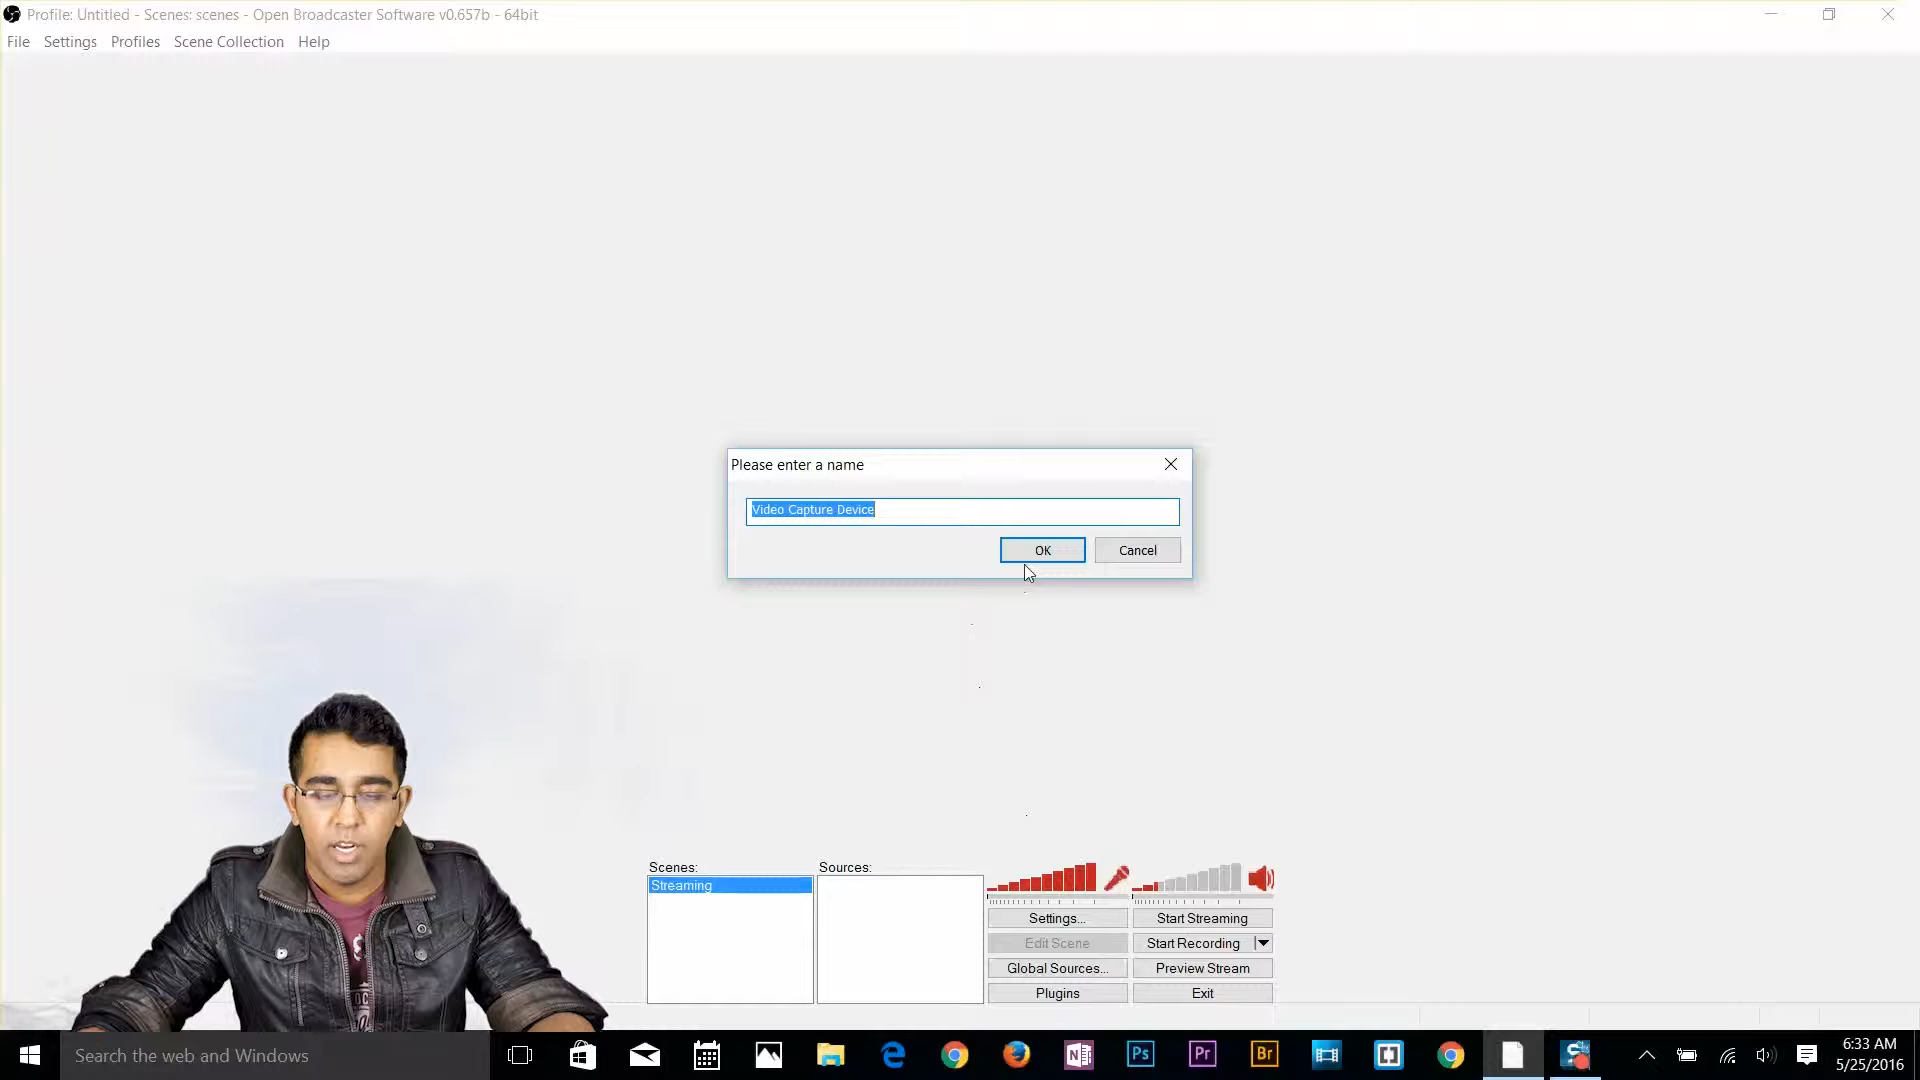 Profile: Untitled - Scenes: scenes - Open Broadcaster Software v0.657b - 64bit
File Settings Profiles Scene Collection Help
Please enter a name
Video Capture Device
OK Cancel
Scenes: Sources:
Streaming
Settings... Start Streaming
Edit Scene Start Recording
Global Sources... Preview Stream
Plugins Exit
Search the web and Windows
N
Ps
Pr
Br
6:33 AM
5/25/2016